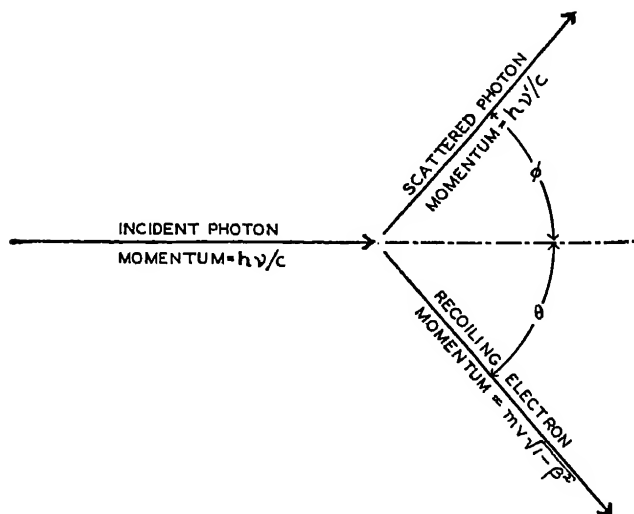 SCATTERED PHOTON
MOMENTUM = hν'/c
φ
INCIDENT PHOTON
MOMENTUM = hν/c
θ
RECOILING ELECTRON
MOMENTUM = mv√1-β²